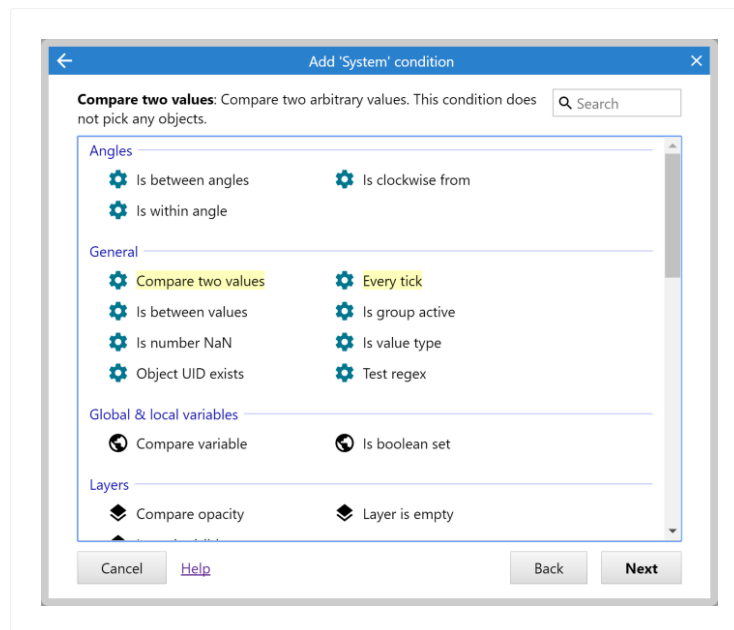 Add 'System' condition
Compare two values: Compare two arbitrary values. This condition does
not pick any objects.
Search
Angles
Is between angles
Is clockwise from
Is within angle
General
Compare two values
Every tick
Is between values
Is group active
Is number NaN
Is value type
Object UID exists
Test regex
Global & local variables
Compare variable
Is boolean set
Layers
Compare opacity
Layer is empty
Cancel
Help
Back
Next